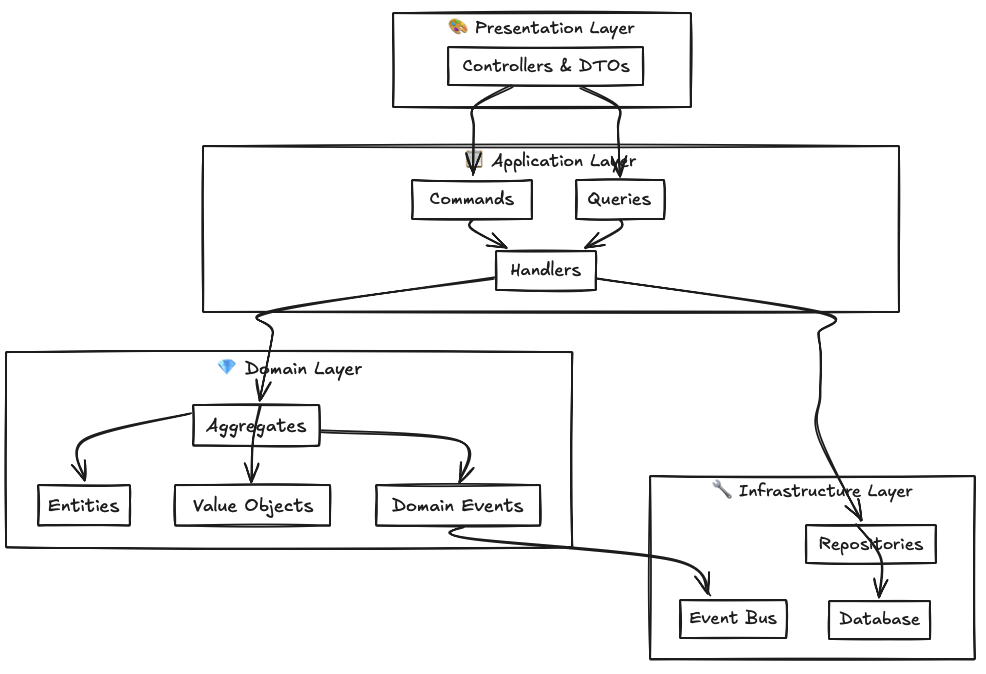 🎨 Presentation Layer
Controllers & DTOs
Application Layer
Commands
Queries
Handlers
💎 Domain Layer
Aggregates
Entities
Value Objects
Domain Events
🔧 Infrastructure Layer
Repositories
Event Bus
Database